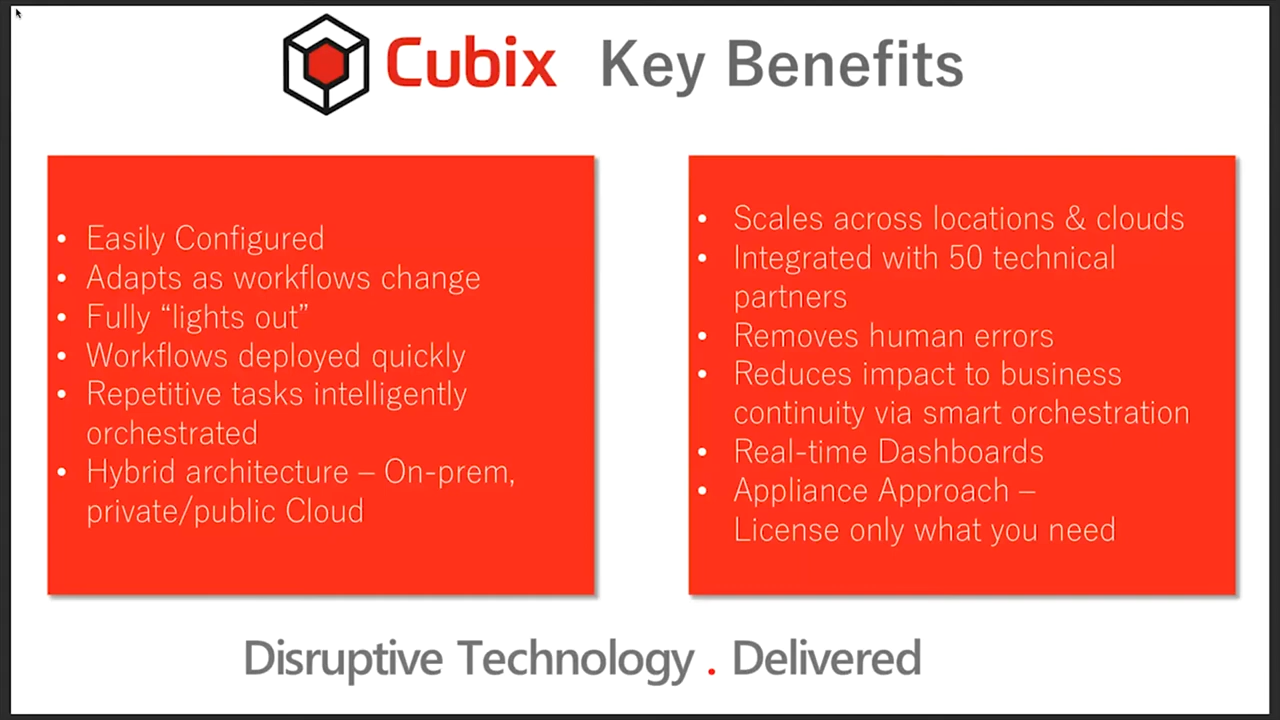 Cubix Key Benefits
• Easily Configured
• Adapts as workflows change
• Fully “lights out”
• Workflows deployed quickly
• Repetitive tasks intelligently
orchestrated
• Hybrid architecture – On-prem,
private/public Cloud
• Scales across locations & clouds
• Integrated with 50 technical
partners
• Removes human errors
• Reduces impact to business
continuity via smart orchestration
• Real-time Dashboards
• Appliance Approach –
License only what you need
Disruptive Technology . Delivered